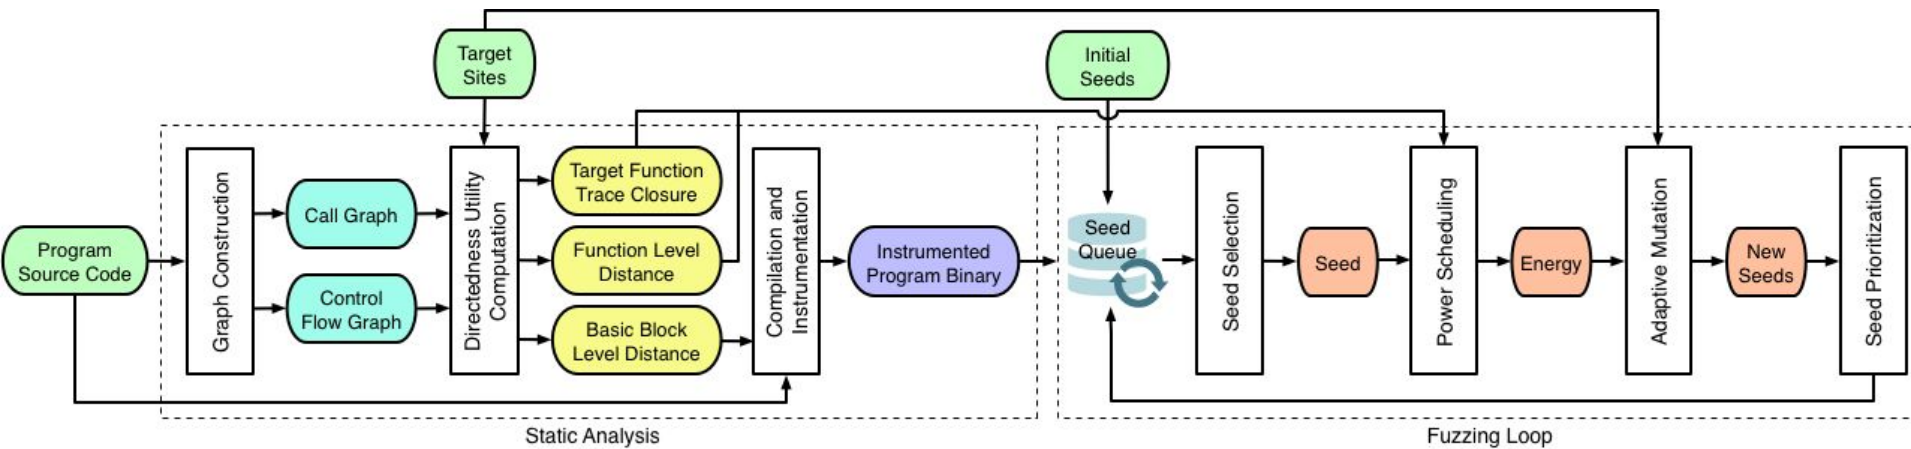 Target
Sites
Initial
Seeds
Program
Source Code
Graph Construction
Call Graph
Control
Flow Graph
Directedness Utility
Computation
Target Function
Trace Closure
Function Level
Distance
Basic Block
Level Distance
Compilation and
Instrumentation
Instrumented
Program Binary
Seed
Queue
Seed Selection
Seed
Power Scheduling
Energy
Adaptive Mutation
New
Seeds
Seed Prioritization
Static Analysis
Fuzzing Loop